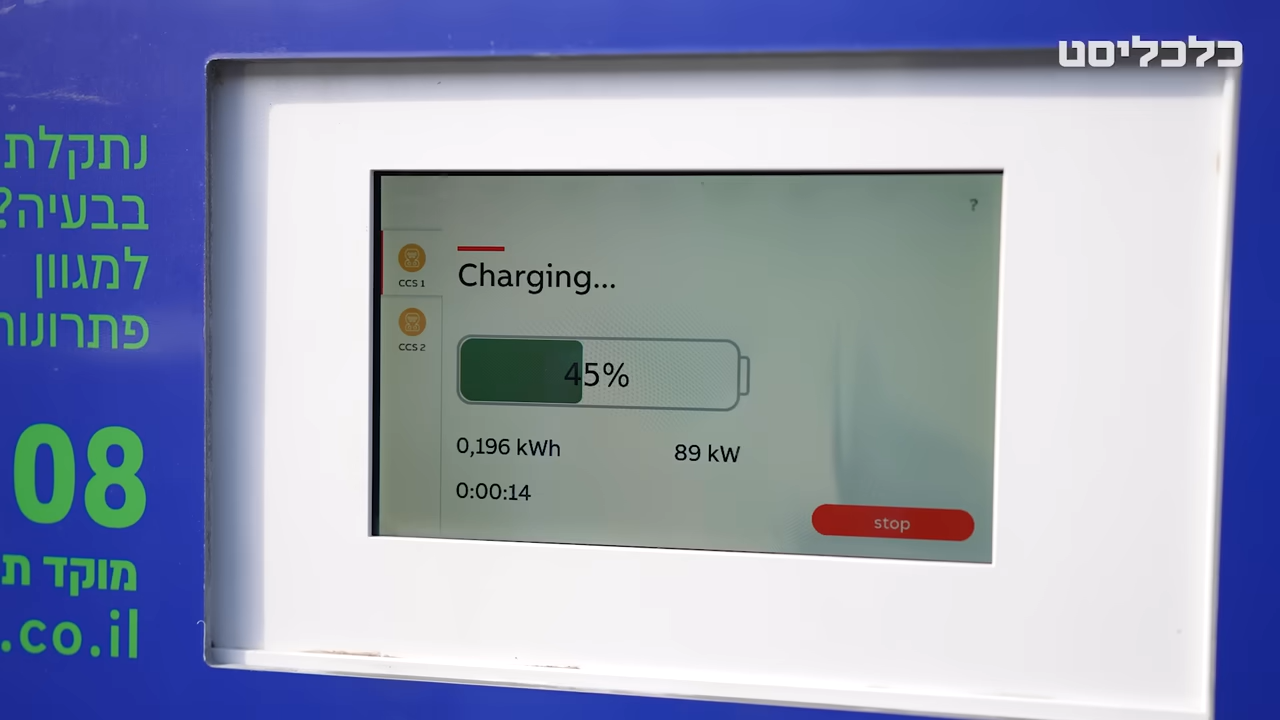 כלכליסט
נתקלת
בבעיה?
למגוון
פתרונות
08
מוקד ת
.co.il
?
CCS 1
CCS 2
Charging...
45%
0,196 kWh
89 kW
0:00:14
stop